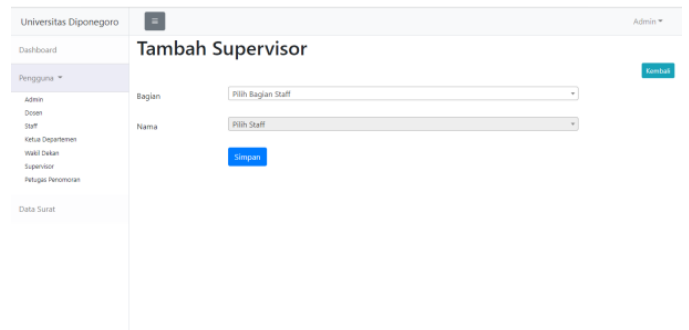 Universitas Diponegoro
Admin
Dashboard
Pengguna
Admin
Dosen
Staff
Ketua Departemen
Wakil Dekan
Supervisor
Petugas Penomoran
Data Surat
Tambah Supervisor
Kembali
Bagian
Pilih Bagian Staff
Nama
Pilih Staff
Simpan